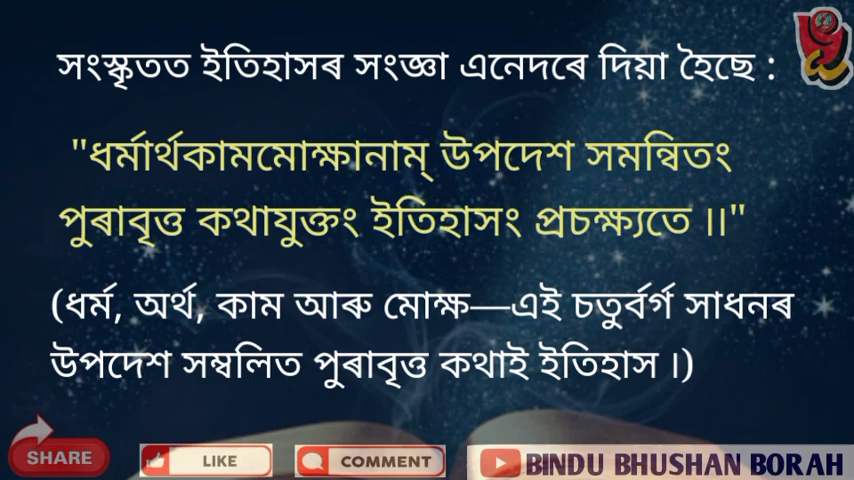 সংস্কৃতত ইতিহাসৰ সংজ্ঞা এনেদৰে দিয়া হৈছে :
"ধৰ্মাৰ্থকামমোক্ষানাম্ উপদেশ সমন্বিতং
পুৰাবৃত্ত কথাযুক্তং ইতিহাসং প্ৰচক্ষ্যতে ।।"
(ধৰ্ম, অৰ্থ, কাম আৰু মোক্ষ—এই চতুৰ্বৰ্গ সাধনৰ
উপদেশ সম্বলিত পুৰাবৃত্ত কথাই ইতিহাস ।)
SHARE LIKE COMMENT BINDU BHUSHAN BORAH